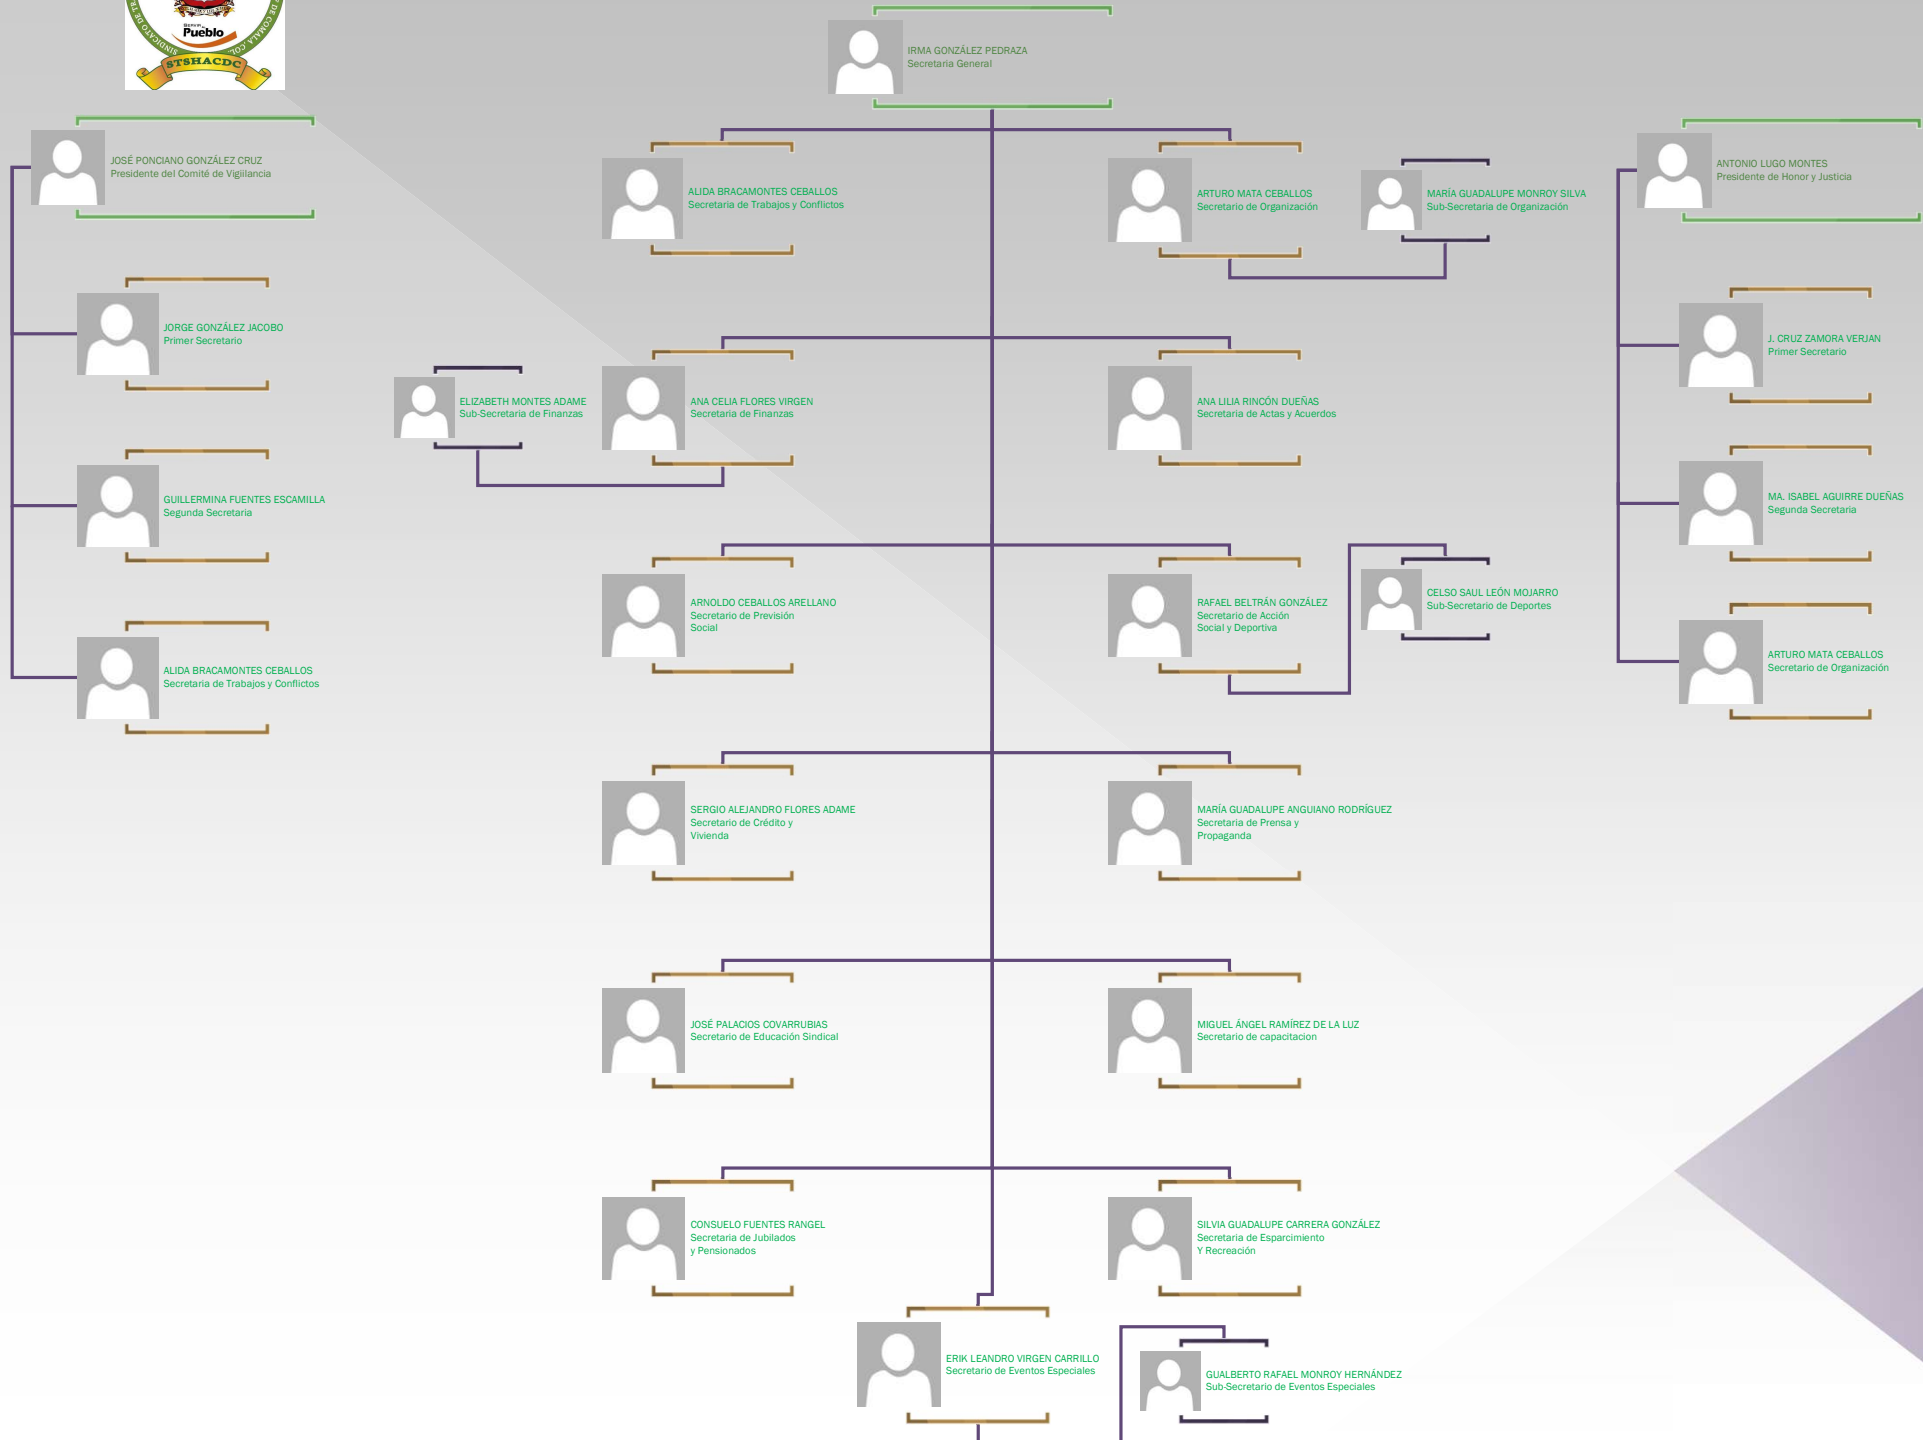 SINDICATO DE TR
DE COMALA, COL
Servir
Pueblo
STSHACDC
IRMA GONZÁLEZ PEDRAZA
Secretaria General
JOSÉ PONCIANO GONZÁLEZ CRUZ
Presidente del Comité de Vigiilancia
ALIDA BRACAMONTES CEBALLOS
Secretaria de Trabajos y Conflictos
ARTURO MATA CEBALLOS
Secretario de Organización
MARÍA GUADALUPE MONROY SILVA
Sub-Secretaria de Organización
ANTONIO LUGO MONTES
Presidente de Honor y Justicia
JORGE GONZÁLEZ JACOBO
Primer Secretario
J. CRUZ ZAMORA VERJAN
Primer Secretario
ELIZABETH MONTES ADAME
Sub-Secretaria de Finanzas
ANA CELIA FLORES VIRGEN
Secretaria de Finanzas
ANA LILIA RINCÓN DUEÑAS
Secretaria de Actas y Acuerdos
GUILLERMINA FUENTES ESCAMILLA
Segunda Secretaria
MA. ISABEL AGUIRRE DUEÑAS
Segunda Secretaria
ARNOLDO CEBALLOS ARELLANO
Secretario de Previsión
Social
RAFAEL BELTRÁN GONZÁLEZ
Secretario de Acción
Social y Deportiva
CELSO SAUL LEÓN MOJARRO
Sub-Secretario de Deportes
ALIDA BRACAMONTES CEBALLOS
Secretaria de Trabajos y Conflictos
ARTURO MATA CEBALLOS
Secretario de Organización
SERGIO ALEJANDRO FLORES ADAME
Secretario de Crédito y
Vivienda
MARÍA GUADALUPE ANGUIANO RODRÍGUEZ
Secretaria de Prensa y
Propaganda
JOSÉ PALACIOS COVARRUBIAS
Secretario de Educación Sindical
MIGUEL ÁNGEL RAMÍREZ DE LA LUZ
Secretario de capacitacion
CONSUELO FUENTES RANGEL
Secretaria de Jubilados
y Pensionados
SILVIA GUADALUPE CARRERA GONZÁLEZ
Secretaria de Esparcimiento
Y Recreación
ERIK LEANDRO VIRGEN CARRILLO
Secretario de Eventos Especiales
GUALBERTO RAFAEL MONROY HERNÁNDEZ
Sub-Secretario de Eventos Especiales